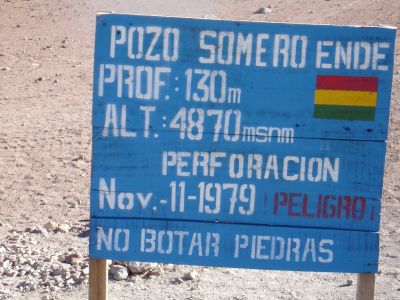 POZO SOMERO ENDE
PROF.: 130m
ALT.: 4870msnm
PERFORACION
Nov.-11-1979 ¡PELIGRO!
NO BOTAR PIEDRAS